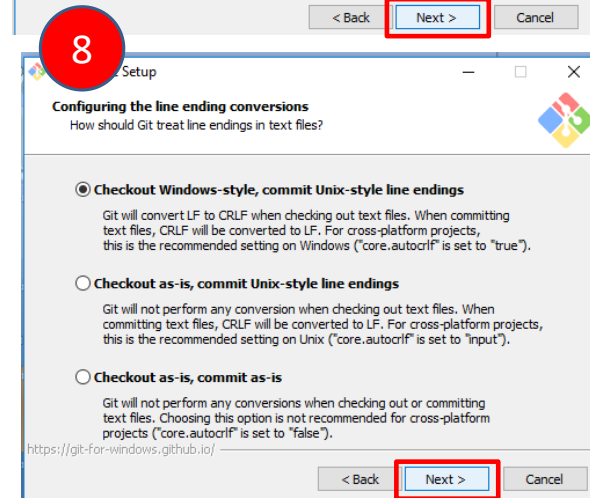 < Back Next > Cancel
8
Setup
Configuring the line ending conversions
How should Git treat line endings in text files?
Checkout Windows-style, commit Unix-style line endings
Git will convert LF to CRLF when checking out text files. When committing
text files, CRLF will be converted to LF. For cross-platform projects,
this is the recommended setting on Windows ("core.autocrlf" is set to "true").
Checkout as-is, commit Unix-style line endings
Git will not perform any conversion when checking out text files. When
committing text files, CRLF will be converted to LF. For cross-platform projects,
this is the recommended setting on Unix ("core.autocrlf" is set to "input").
Checkout as-is, commit as-is
Git will not perform any conversions when checking out or committing
text files. Choosing this option is not recommended for cross-platform
projects ("core.autocrlf" is set to "false").
https://git-for-windows.github.io/
< Back Next > Cancel